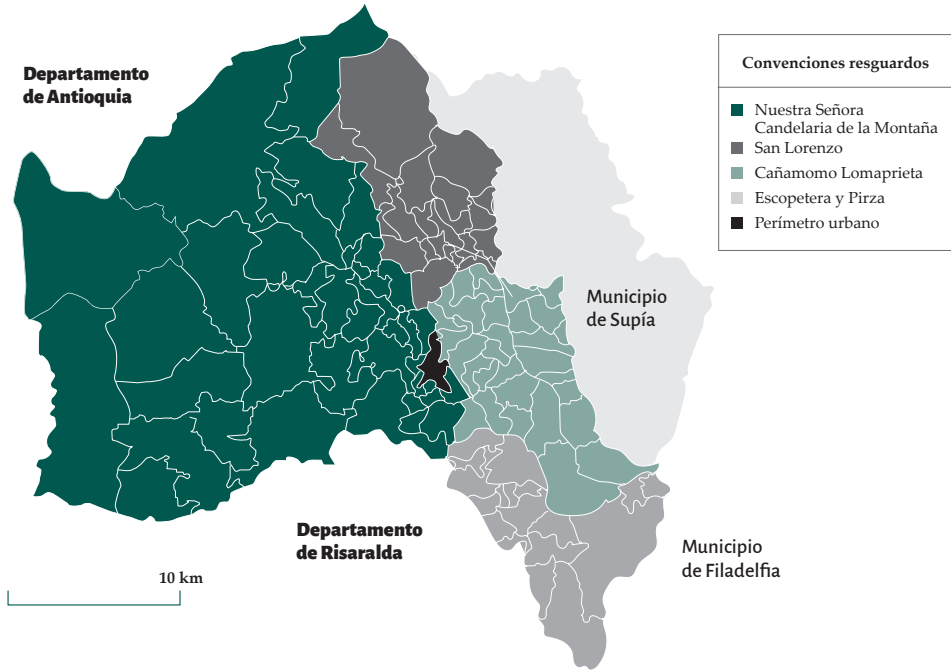 Departamento
de Antioquia
Convenciones resguardos
Nuestra Señora
Candelaria de la Montaña
San Lorenzo
Cañamomo Lomaprieta
Escopetera y Pirza
Perímetro urbano
Municipio
de Supía
Departamento
de Risaralda
Municipio
de Filadelfia
10 km